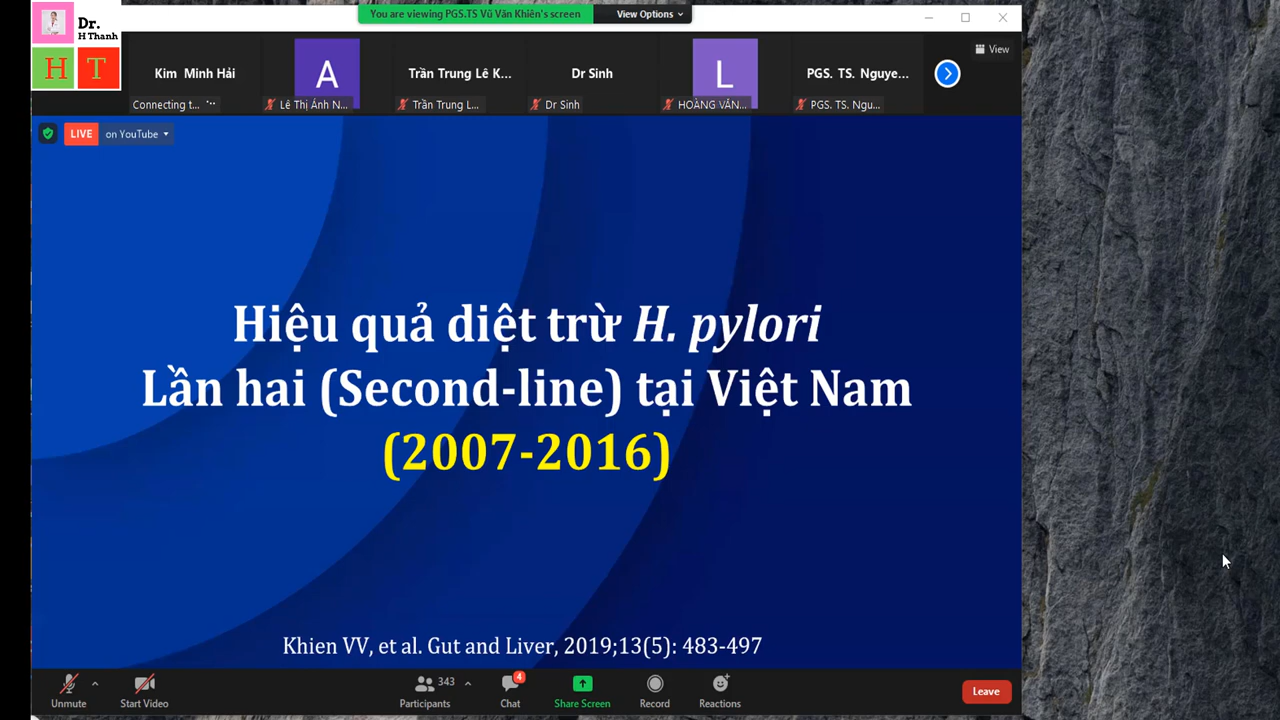 You are viewing PGS.TS Vũ Văn Khiên's screen
View Options
Dr.
H Thanh
H T
View
Kim Minh Hải
A
Trần Trung Lê K...
Dr Sinh
L
PGS. TS. Nguye...
Connecting t...
Lê Thị Ánh N...
Trần Trung L...
Dr Sinh
HOÀNG VĂN...
PGS. TS. Ngu...
LIVE on YouTube
Hiệu quả diệt trừ H. pylori
Lần hai (Second-line) tại Việt Nam
(2007-2016)
Khien VV, et al. Gut and Liver, 2019;13(5): 483-497
343
4
Unmute
Start Video
Participants
Chat
Share Screen
Record
Reactions
Leave